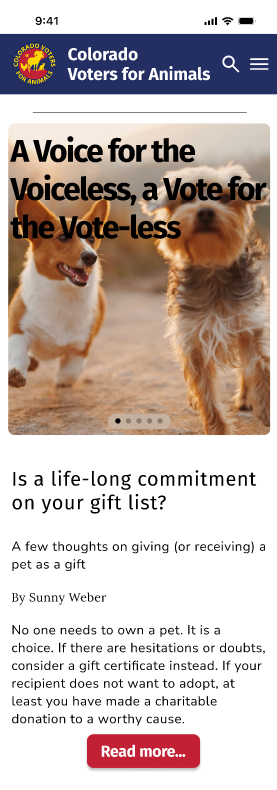 9:41
COLORADO VOTERS
FOR ANIMALS
Colorado
Voters for Animals
A Voice for the
Voiceless, a Vote for
the Vote-less
Is a life-long commitment
on your gift list?
A few thoughts on giving (or receiving) a
pet as a gift
By Sunny Weber
No one needs to own a pet. It is a
choice. If there are hesitations or doubts,
consider a gift certificate instead. If your
recipient does not want to adopt, at
least you have made a charitable
donation to a worthy cause.
Read more...